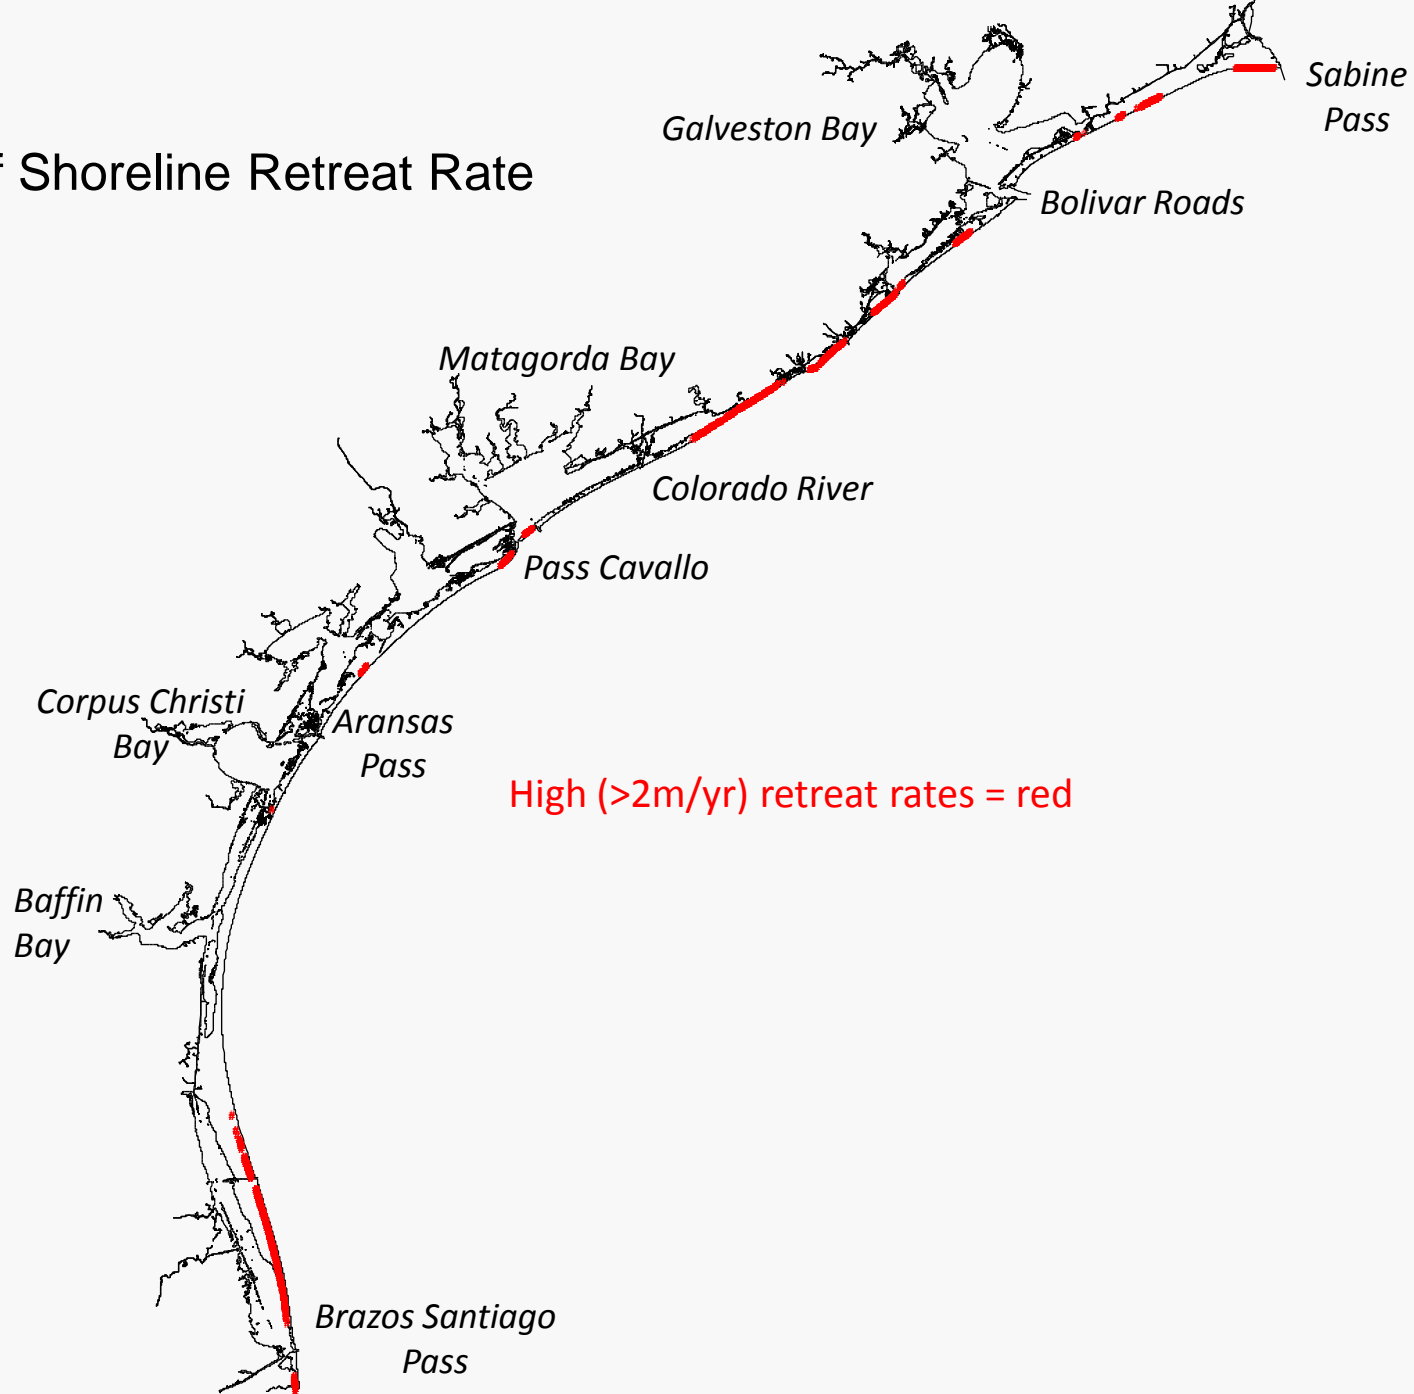 Sabine
Pass
Galveston Bay
Shoreline Retreat Rate
Bolivar Roads
Matagorda Bay
Colorado River
Pass Cavallo
Corpus Christi
Bay
Aransas
Pass
High (>2m/yr) retreat rates = red
Baffin
Bay
Brazos Santiago
Pass